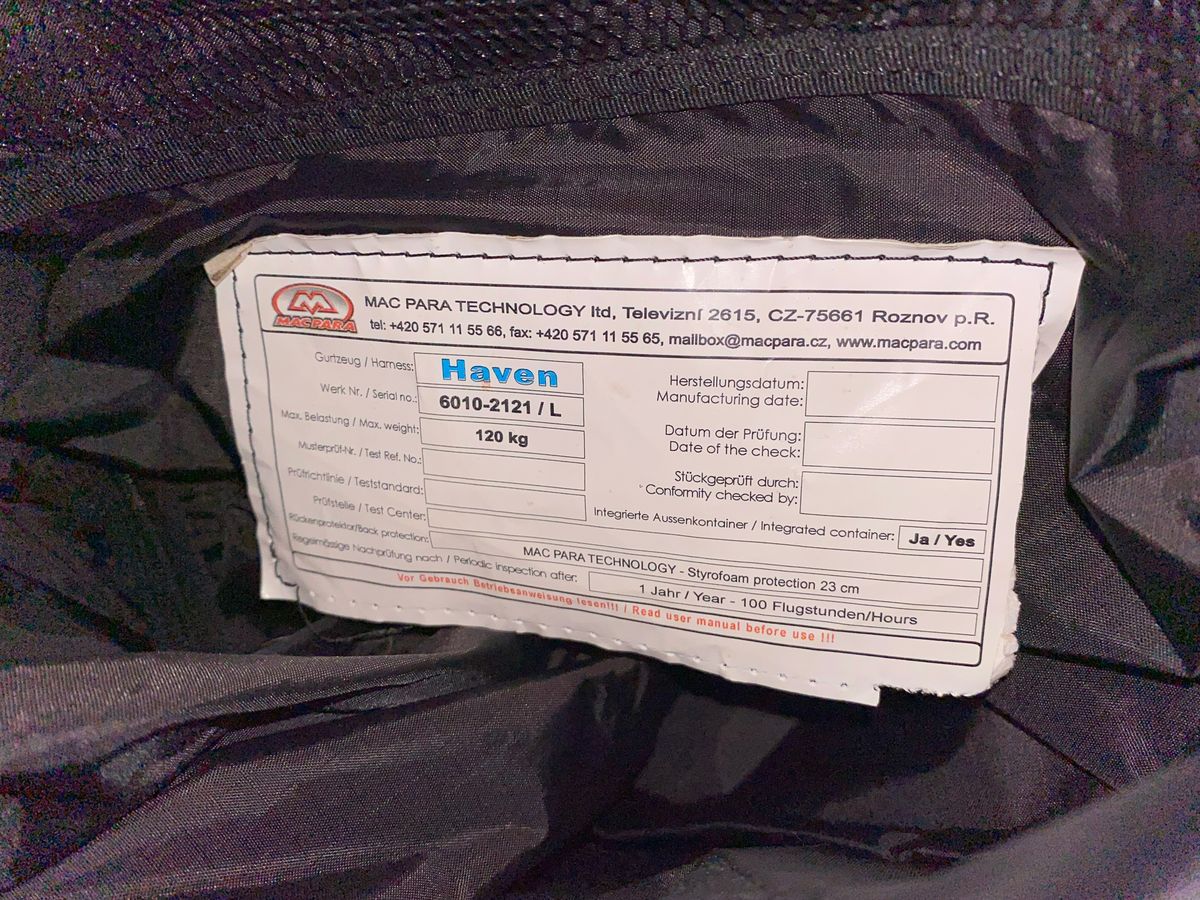 MAC PARA
MAC PARA TECHNOLOGY ltd, Televizní 2615, CZ-75661 Roznov p.R.
tel: +420 571 11 55 66, fax: +420 571 11 55 65, mailbox@macpara.cz, www.macpara.com
Gurtzeug / Harness: Haven
Werk Nr. / Serial no.: 6010-2121 / L
Max. Belastung / Max. weight: 120 kg
Musterprüf-Nr. / Test Ref. No.:
Prüfrichtlinie / Teststandard:
Prüfstelle / Test Center:
Herstellungsdatum:
Manufacturing date:
Datum der Prüfung:
Date of the check:
Stückgeprüft durch:
Conformity checked by:
Integrierte Aussenkontainer / Integrated container: Ja / Yes
Rückenprotektor/Back protection: MAC PARA TECHNOLOGY - Styrofoam protection 23 cm
Regelmässige Nachprüfung nach / Periodic inspection after: 1 Jahr / Year - 100 Flugstunden/Hours
Vor Gebrauch Betriebsanweisung lesen!!! / Read user manual before use !!!